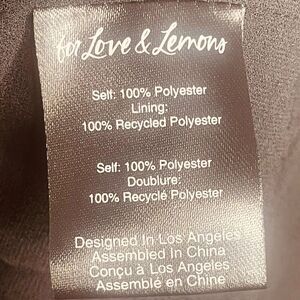 for Love & Lemons
Self: 100% Polyester
Lining:
100% Recycled Polyester
Self: 100% Polyester
Doublure:
100% Recyclé Polyester
Designed In Los Angeles
Assembled In China
Conçu à Los Angeles
Assemblé en Chine